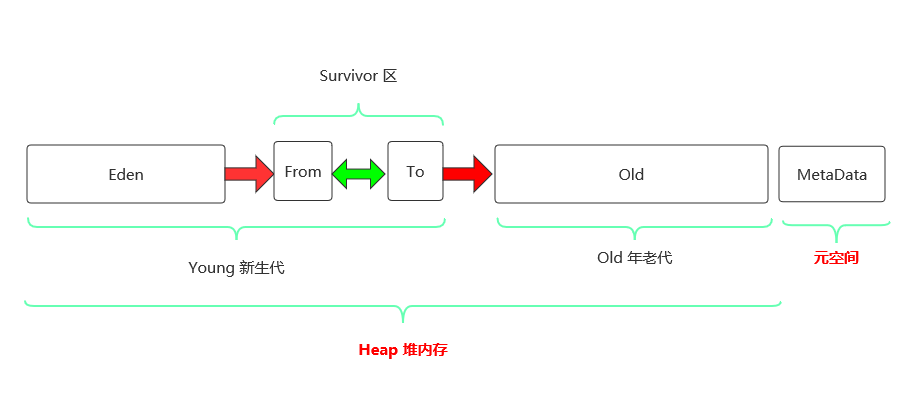 Survivor 区
Eden
From
To
Old
MetaData
Young 新生代
Old 年老代
元空间
Heap 堆内存